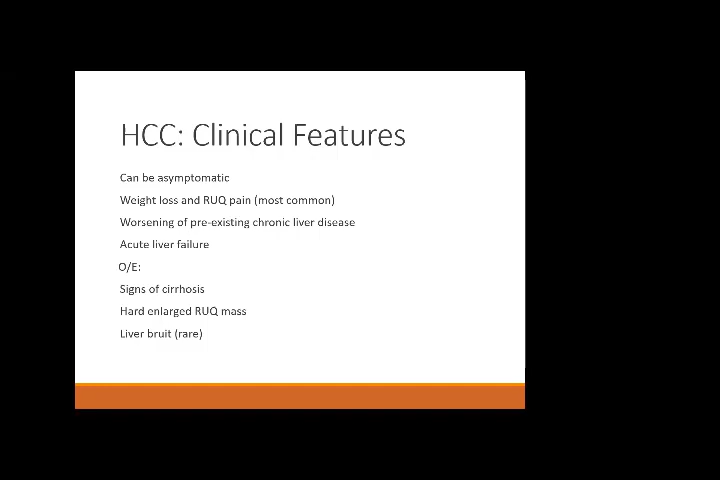 HCC: Clinical Features
Can be asymptomatic
Weight loss and RUQ pain (most common)
Worsening of pre-existing chronic liver disease
Acute liver failure
O/E:
Signs of cirrhosis
Hard enlarged RUQ mass
Liver bruit (rare)